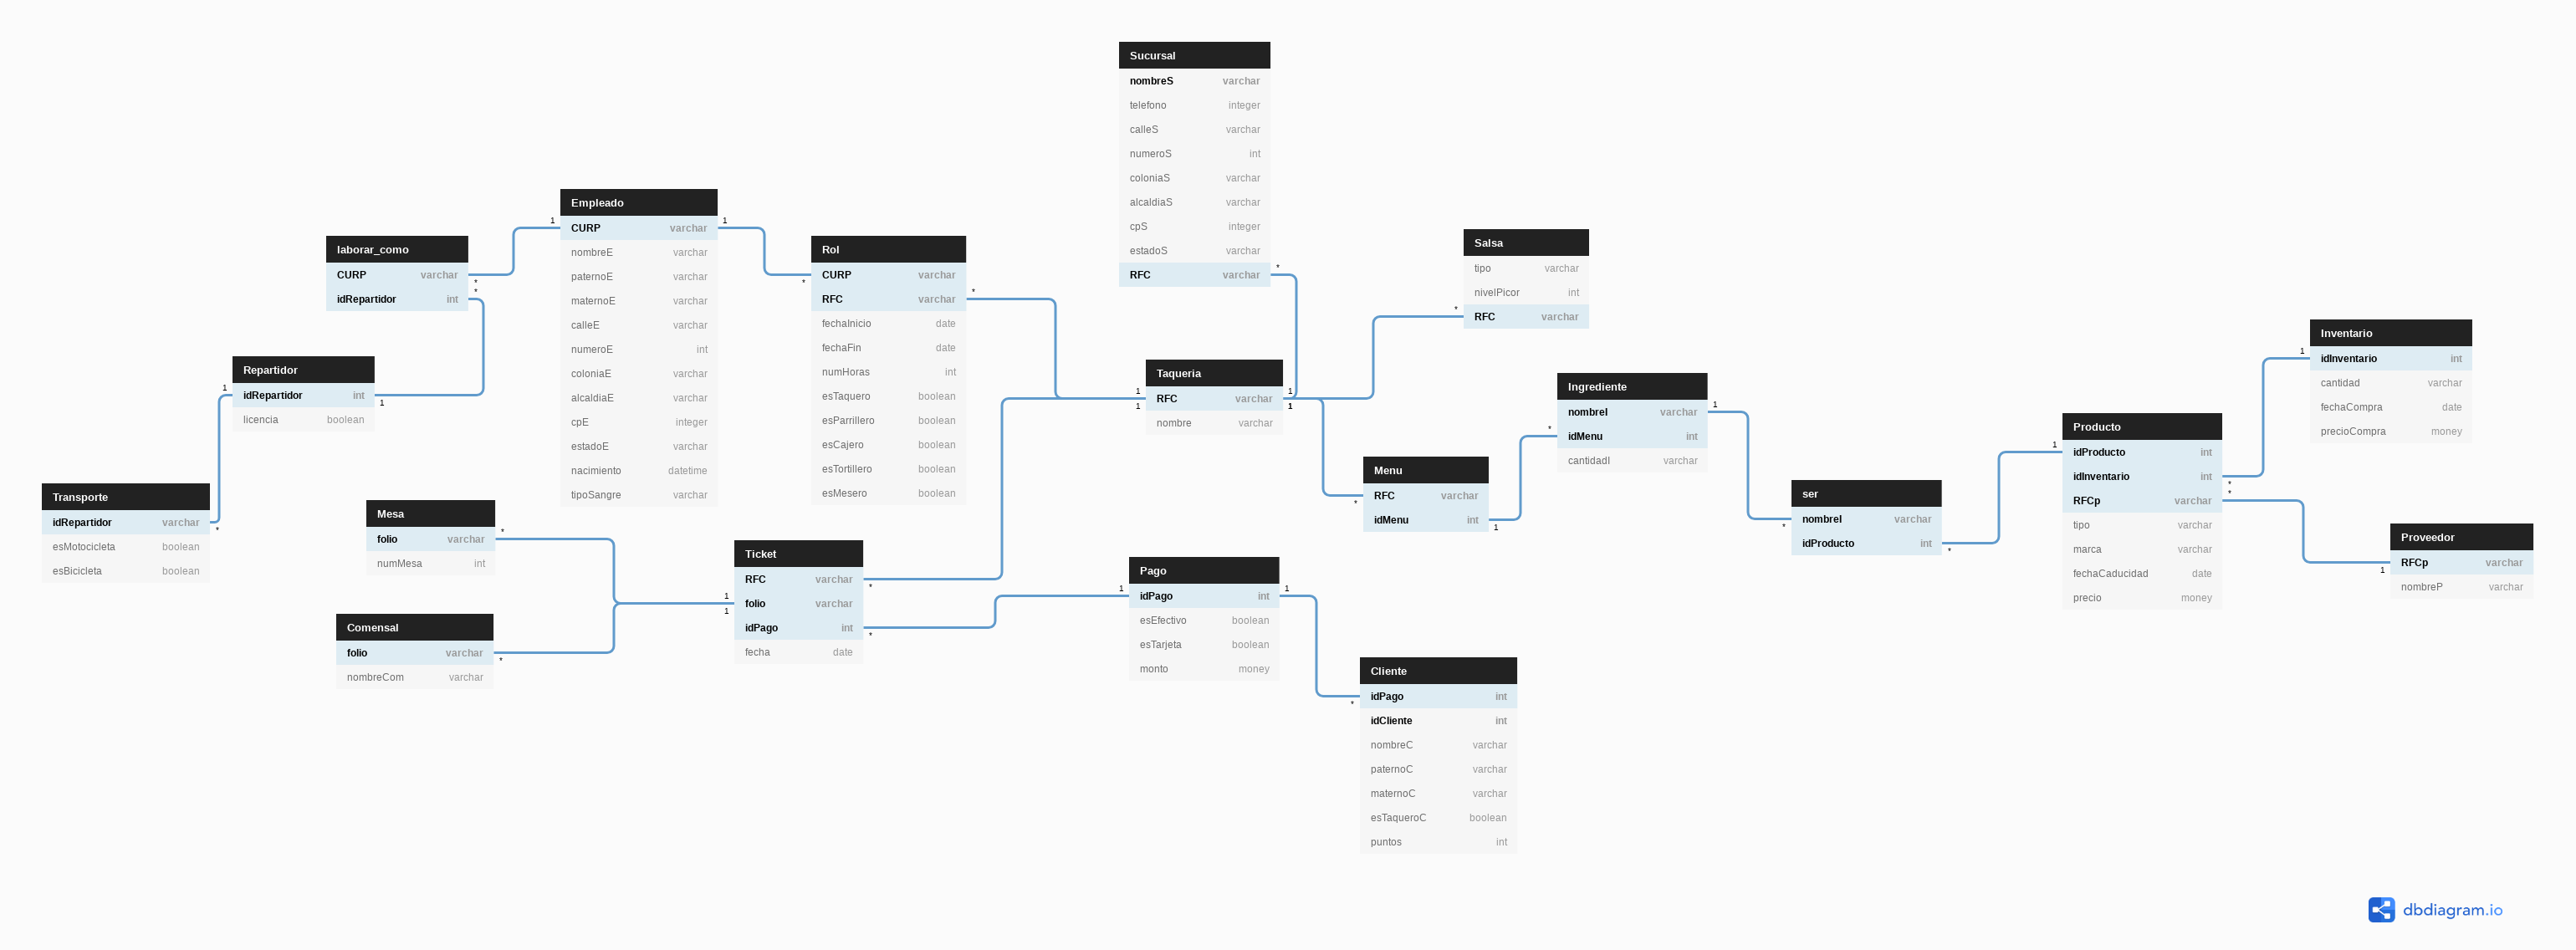 Sucursal
nombreS varchar
telefono integer
calleS varchar
numeroS int
coloniaS varchar
alcaldiaS varchar
cpS integer
estadoS varchar
RFC varchar
*
Empleado
1 CURP varchar 1
nombreE varchar
paternoE varchar
maternoE varchar
calleE varchar
numeroE int
coloniaE varchar
alcaldiaE varchar
cpE integer
estadoE varchar
nacimiento datetime
tipoSangre varchar
laborar_como
CURP varchar *
idRepartidor int *
Rol
* CURP varchar
RFC varchar *
fechaInicio date
fechaFin date
numHoras int
esTaquero boolean
esParrillero boolean
esCajero boolean
esTortillero boolean
esMesero boolean
Salsa
tipo varchar
nivelPicor int
* RFC varchar
Repartidor
1 idRepartidor int 1
licencia boolean
Taqueria
1 RFC varchar 1
1 1
nombre varchar
Ingrediente
nombreI varchar 1
* idMenu int
cantidadI varchar
Inventario
1 idInventario int
cantidad varchar
fechaCompra date
precioCompra money
Producto
1 idProducto int
idInventario int *
RFCp varchar *
tipo varchar
marca varchar
fechaCaducidad date
precio money
Menu
* RFC varchar
idMenu int 1
ser
* nombreI varchar
idProducto int *
Transporte
idRepartidor varchar *
esMotocicleta boolean
esBicicleta boolean
Mesa
folio varchar *
numMesa int
Proveedor
1 RFCp varchar
nombreP varchar
Ticket
RFC varchar *
1 folio varchar
1
idPago int *
fecha date
Pago
1 idPago int 1
esEfectivo boolean
esTarjeta boolean
monto money
Comensal
folio varchar *
nombreCom varchar
Cliente
* idPago int
idCliente int
nombreC varchar
paternoC varchar
maternoC varchar
esTaqueroC boolean
puntos int
dbdiagram.io